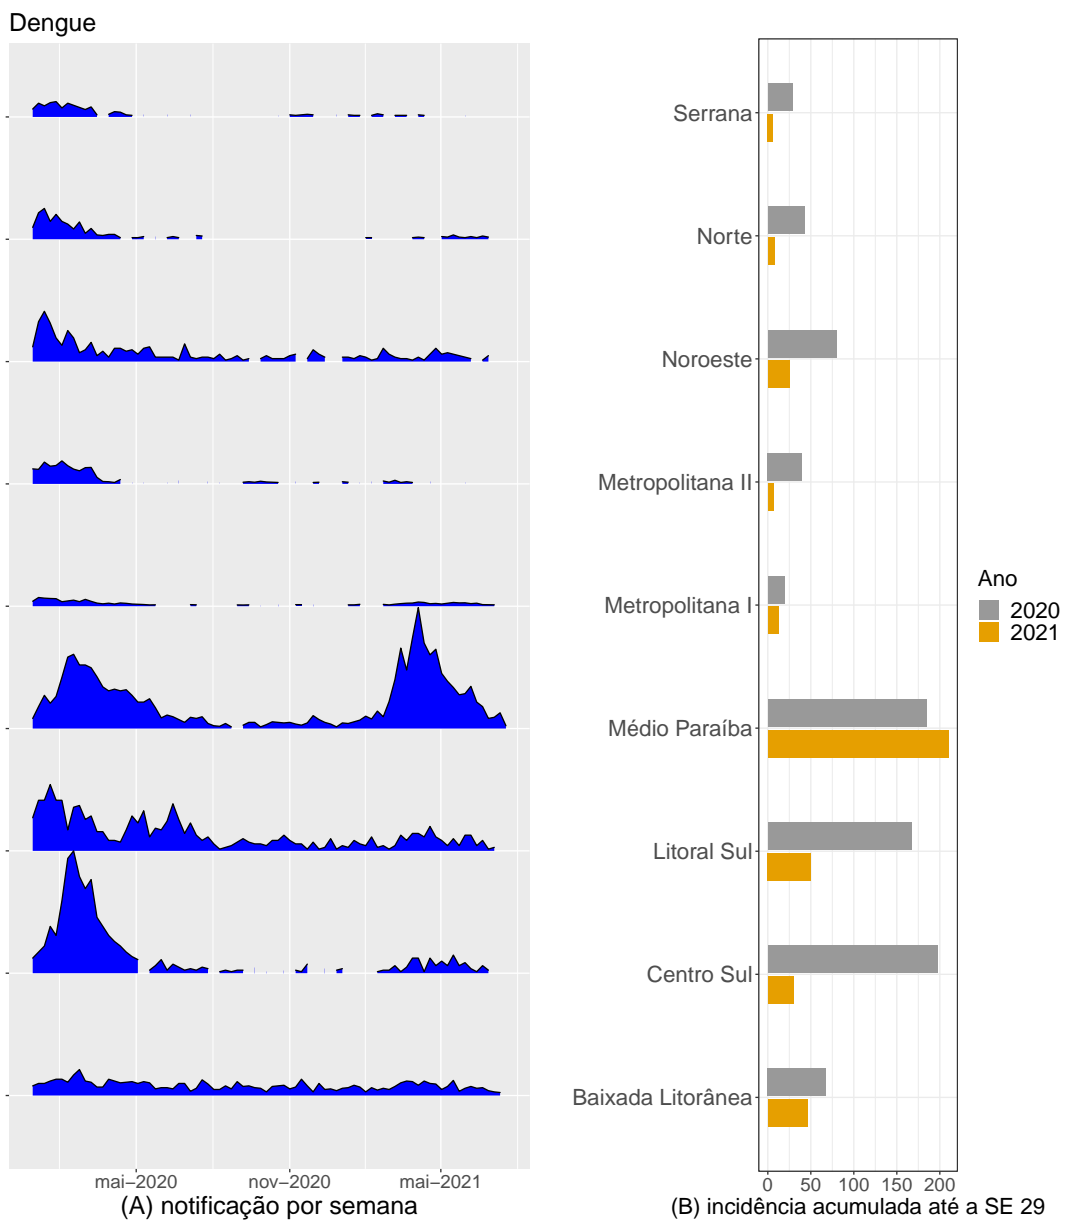 Dengue
Serrana
Norte
Noroeste
Metropolitana II
Metropolitana I
Médio Paraíba
Litoral Sul
Centro Sul
Baixada Litorânea
Ano
2020
2021
mai–2020 nov–2020 mai–2021
0 50 100 150 200
(A) notificação por semana
(B) incidência acumulada até a SE 29